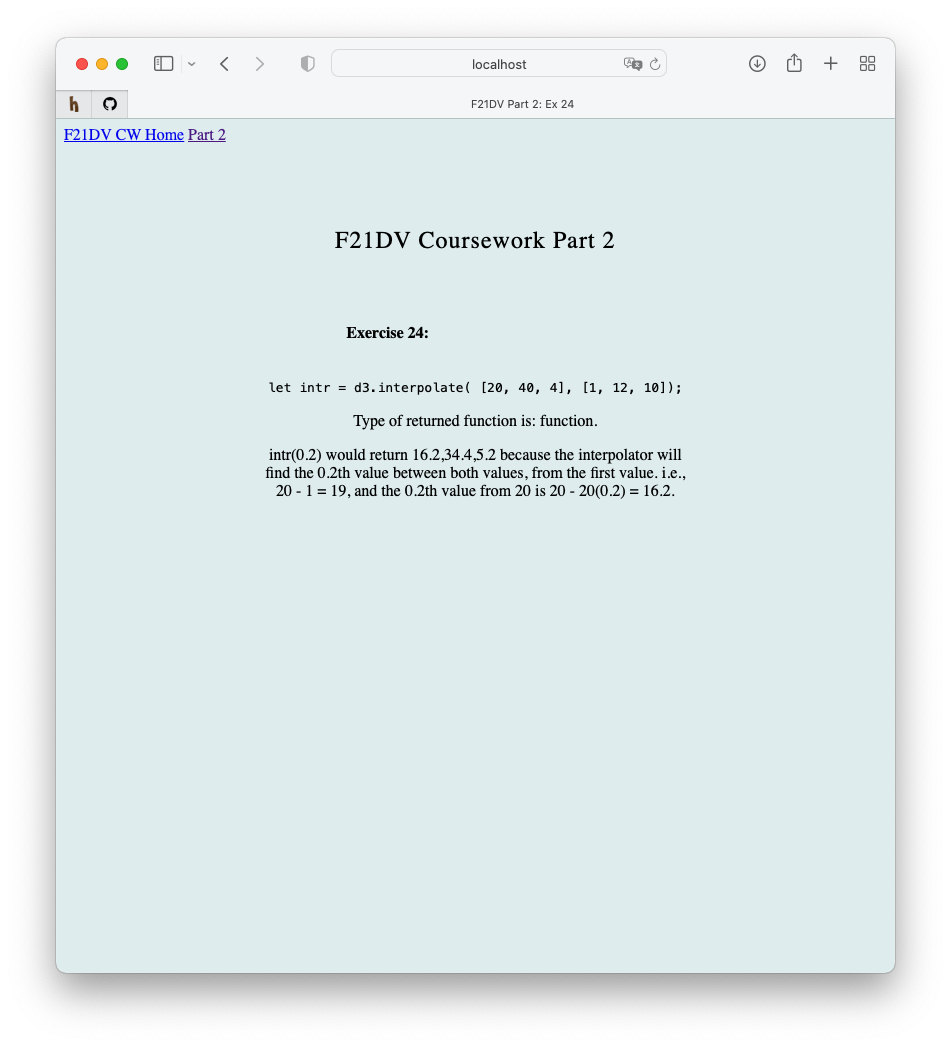 localhost
F21DV Part 2: Ex 24
F21DV CW Home Part 2
F21DV Coursework Part 2
Exercise 24:
let intr = d3.interpolate( [20, 40, 4], [1, 12, 10]);
Type of returned function is: function.
intr(0.2) would return 16.2,34.4,5.2 because the interpolator will
find the 0.2th value between both values, from the first value. i.e.,
20 - 1 = 19, and the 0.2th value from 20 is 20 - 20(0.2) = 16.2.